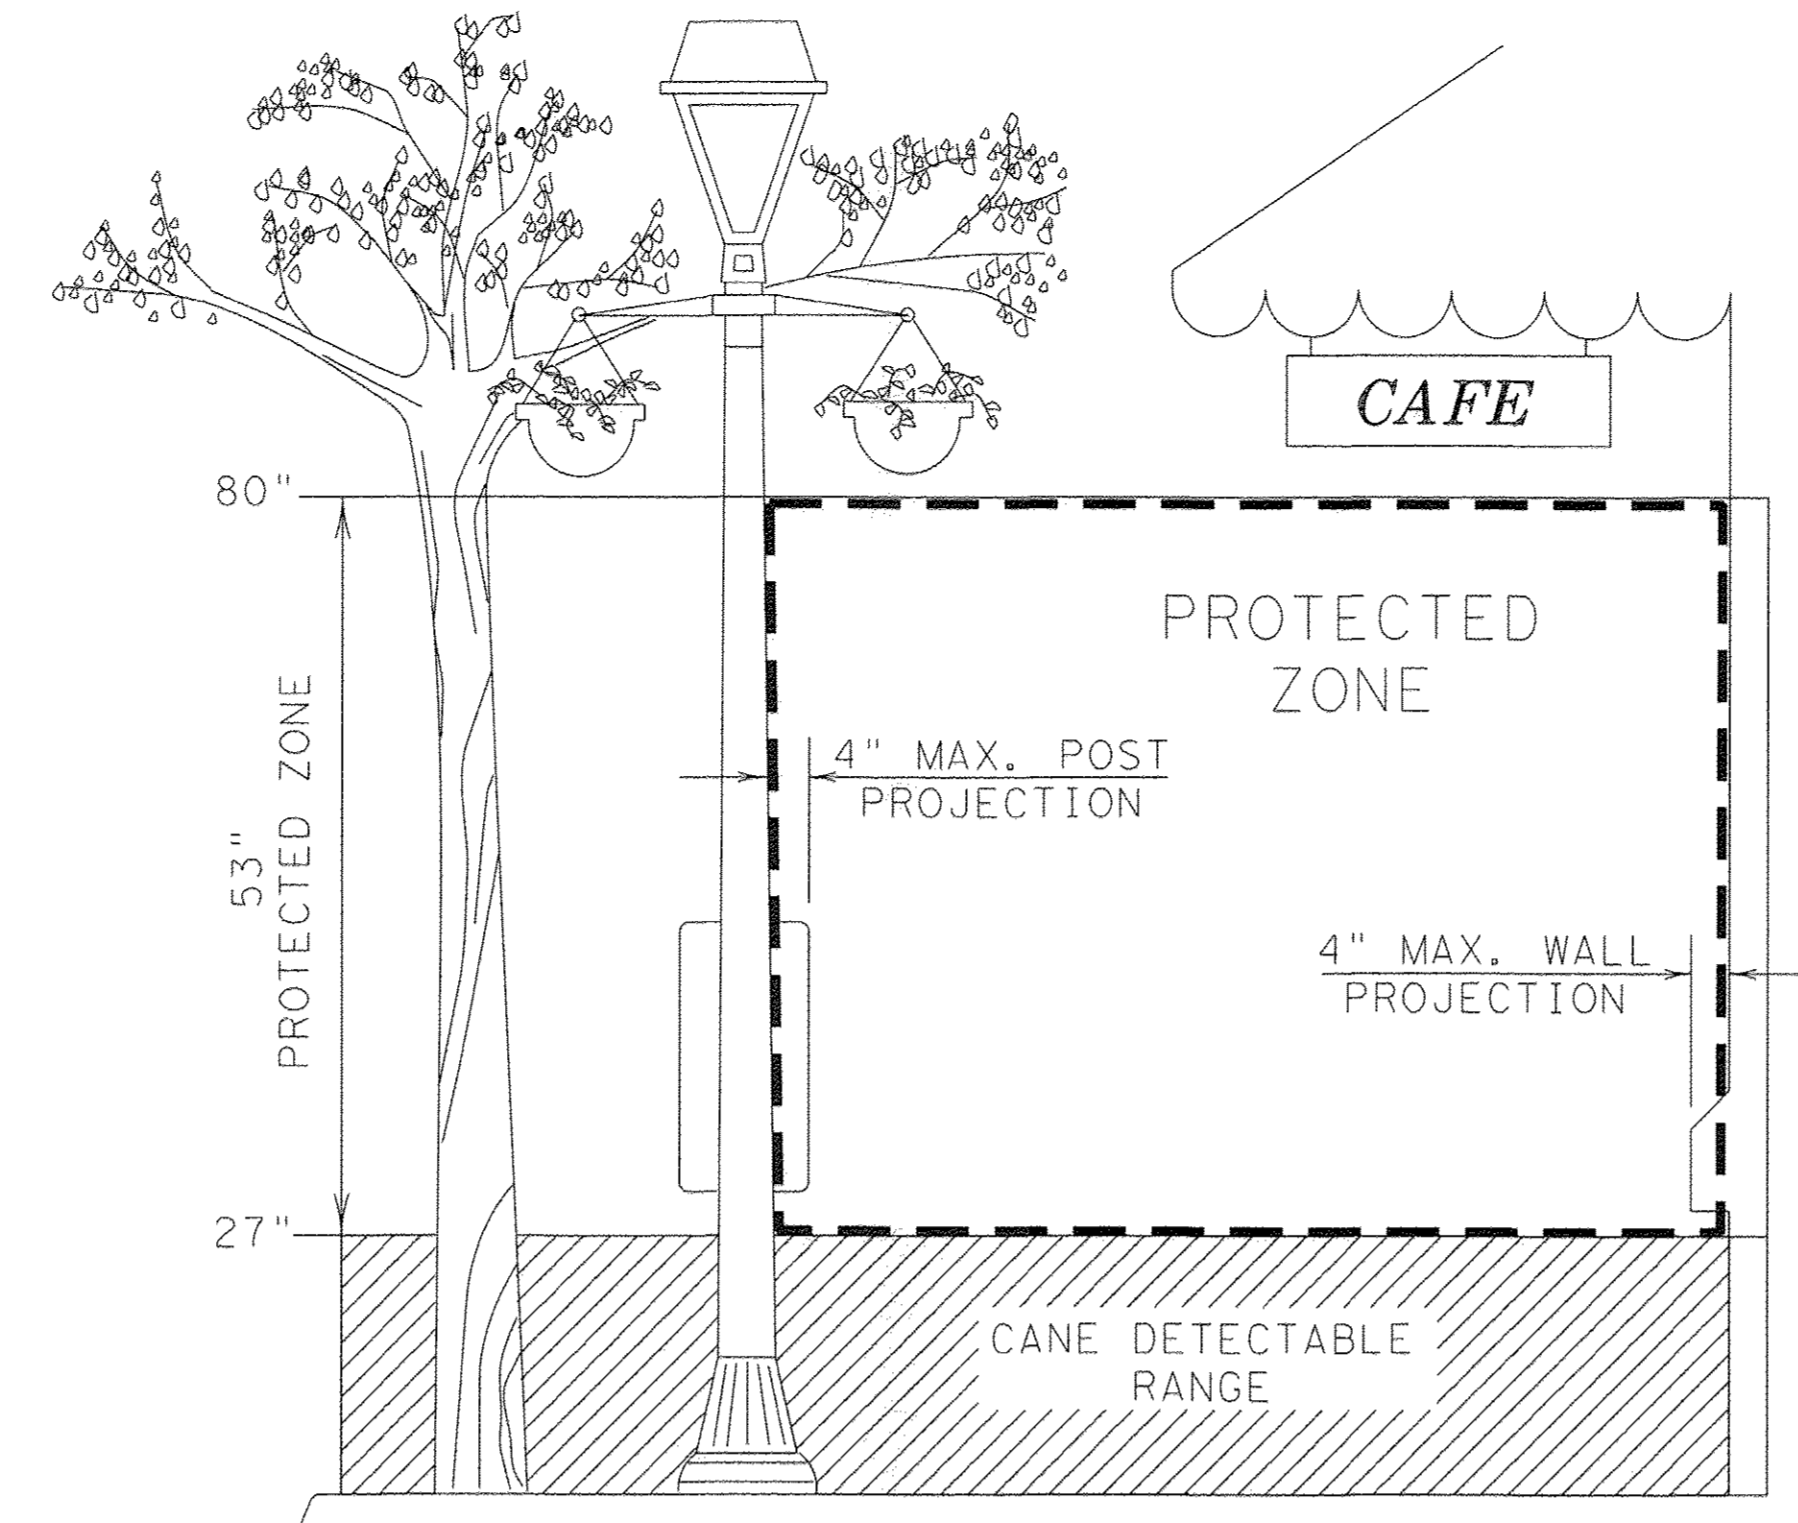 CAFE
80"
PROTECTED
ZONE
53"
PROTECTED ZONE
4" MAX. POST
PROJECTION
4" MAX. WALL
PROJECTION
27"
CANE DETECTABLE
RANGE